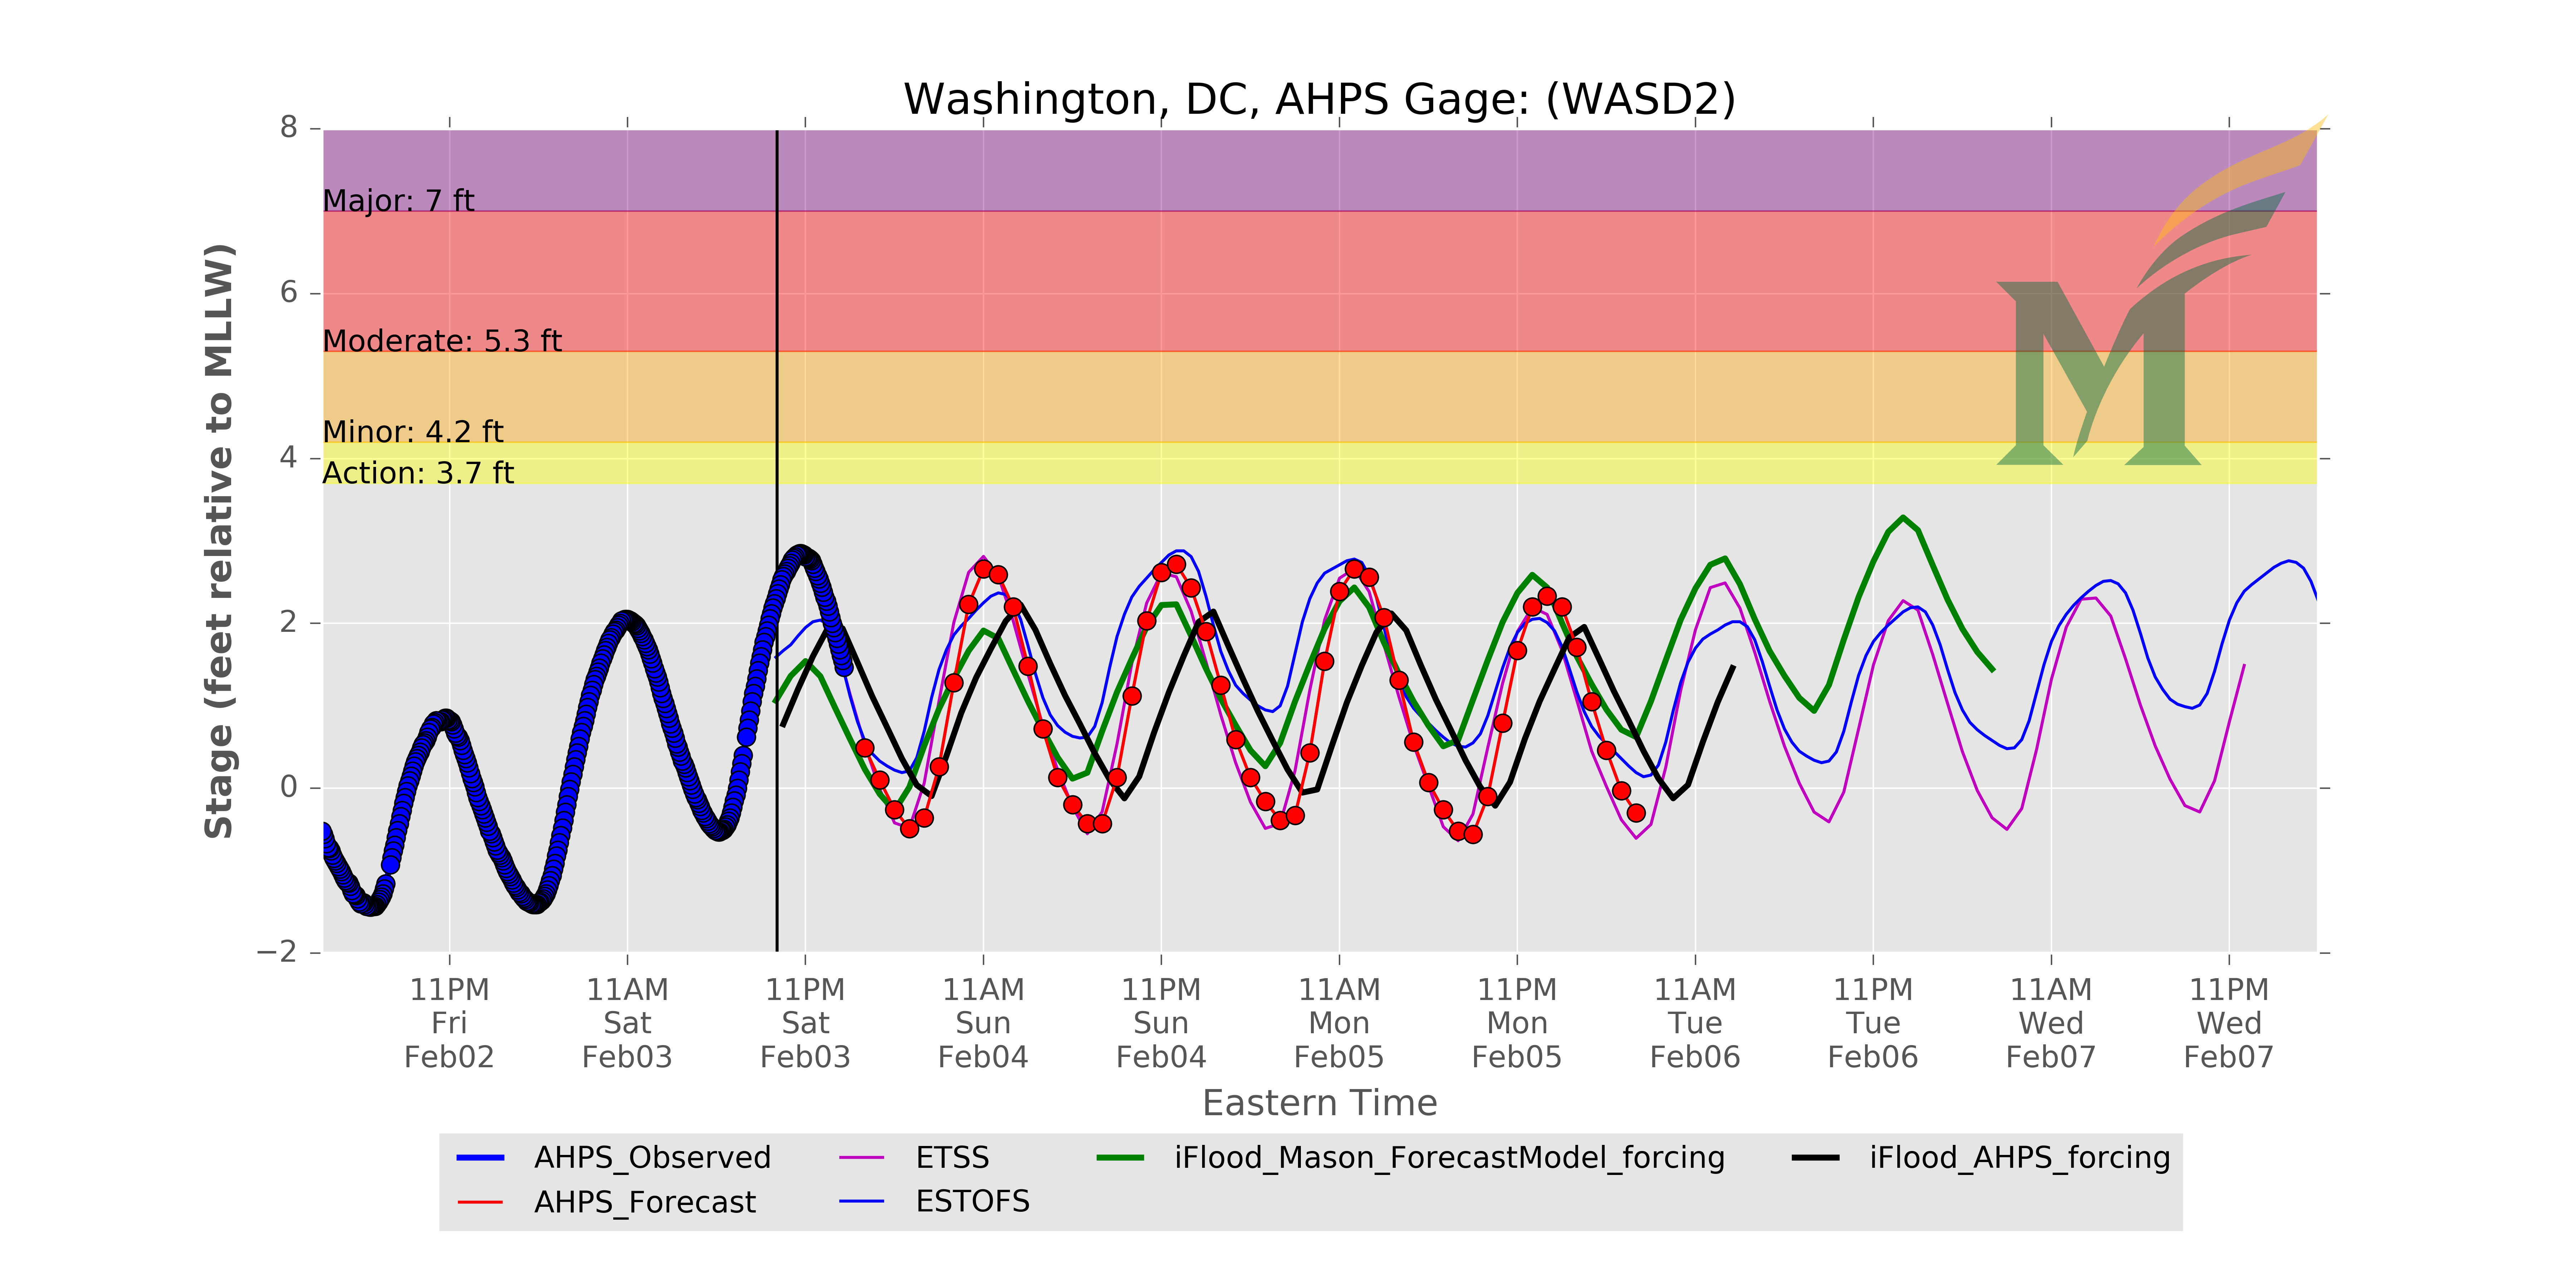 Washington, DC, AHPS Gage: (WASD2)
8
Major: 7 ft
6
Moderate: 5.3 ft
Minor: 4.2 ft
4
Action: 3.7 ft
2
0
−2
Stage (feet relative to MLLW)
11PM 11AM 11PM 11AM 11PM 11AM 11PM 11AM 11PM 11AM 11PM
Fri Sat Sat Sun Sun Mon Mon Tue Tue Wed Wed
Feb02 Feb03 Feb03 Feb04 Feb04 Feb05 Feb05 Feb06 Feb06 Feb07 Feb07
Eastern Time
AHPS_Observed ETSS iFlood_Mason_ForecastModel_forcing iFlood_AHPS_forcing
AHPS_Forecast ESTOFS
M